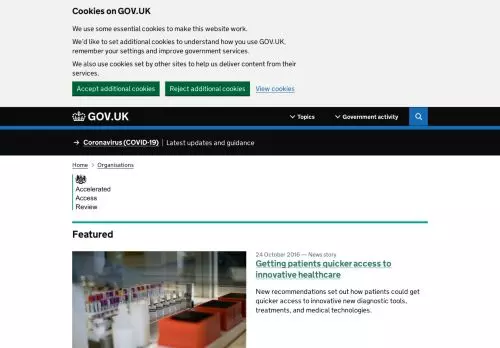 Cookies on GOV.UK
We use some essential cookies to make this website work.
We'd like to set additional cookies to understand how you use GOV.UK,
remember your settings and improve government services.
We also use cookies set by other sites to help us deliver content from their
services.
Accept additional cookies Reject additional cookies View cookies
GOV.UK Topics Government activity
→ Coronavirus (COVID-19) Latest updates and guidance
Home > Organisations
Accelerated
Access
Review
Featured
24 October 2016 — News story
Getting patients quicker access to
innovative healthcare
New recommendations set out how patients could get
quicker access to innovative new diagnostic tools,
treatments, and medical technologies.